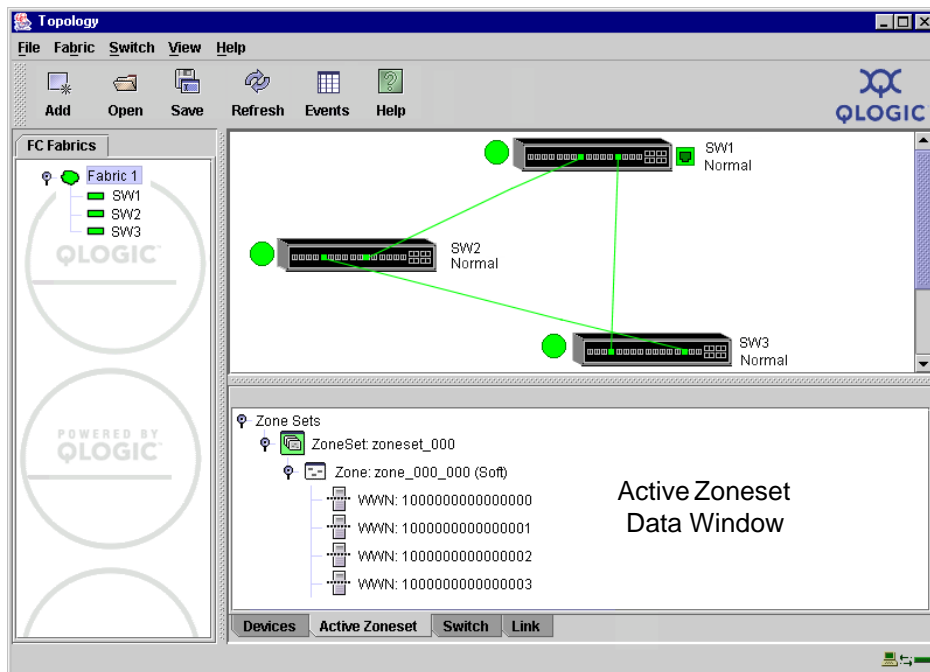 Topology
File Fabric Switch View Help
Add Open Save Refresh Events Help
QLOGIC
FC Fabrics
Fabric 1
SW1
SW2
SW3
QLOGIC
POWERED BY
QLOGIC
SW1
Normal
SW2
Normal
SW3
Normal
Zone Sets
ZoneSet: zoneset_000
Zone: zone_000_000 (Soft)
WWN: 1000000000000000
WWN: 1000000000000001
WWN: 1000000000000002
WWN: 1000000000000003
Active Zoneset
Data Window
Devices Active Zoneset Switch Link